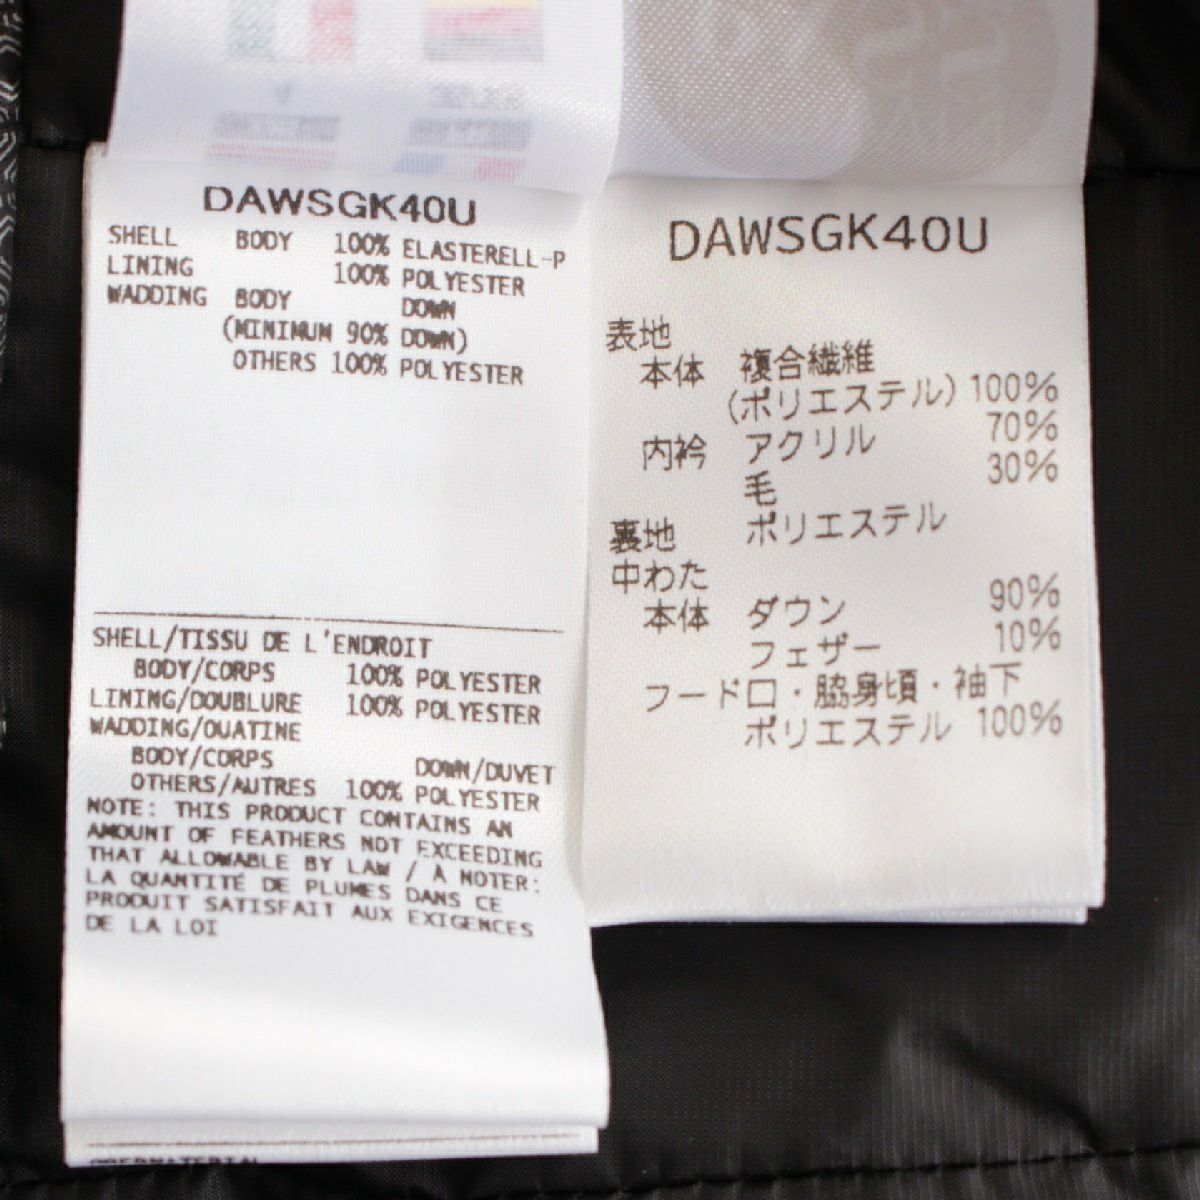 DAWSGK40U
SHELL BODY 100% ELASTERELL-P
LINING 100% POLYESTER
WADDING BODY DOWN
(MINIMUM 90% DOWN)
OTHERS 100% POLYESTER
SHELL/TISSU DE L'ENDROIT
BODY/CORPS 100% POLYESTER
LINING/DOUBLURE 100% POLYESTER
WADDING/OUATINE
BODY/CORPS DOWN/DUVET
OTHERS/AUTRES 100% POLYESTER
NOTE: THIS PRODUCT CONTAINS AN
AMOUNT OF FEATHERS NOT EXCEEDING
THAT ALLOWABLE BY LAW / À NOTER:
LA QUANTITÉ DE PLUMES DANS CE
PRODUIT SATISFAIT AUX EXIGENCES
DE LA LOI
DAWSGK40U
表地
本体 複合繊維
(ポリエステル) 100%
内衿 アクリル 70%
毛 30%
裏地 ポリエステル
中わた
本体 ダウン 90%
フェザー 10%
フード口・脇身頃・袖下
ポリエステル 100%